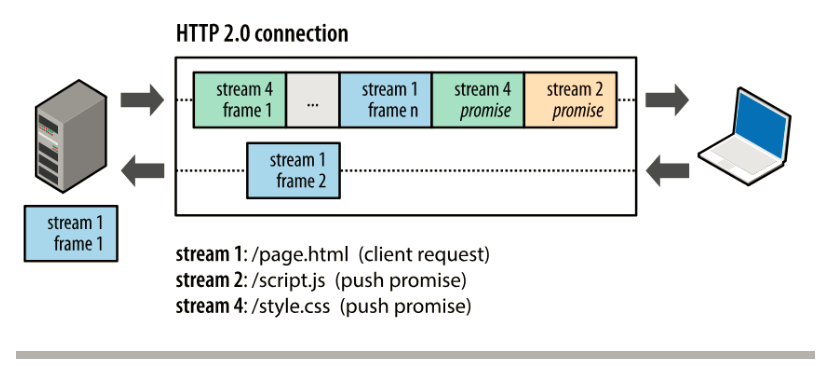 HTTP 2.0 connection
stream 4 ... stream 1 stream 4 stream 2
frame 1 frame n promise promise
stream 1
frame 2
stream 1
frame 1
stream 1: /page.html (client request)
stream 2: /script.js (push promise)
stream 4: /style.css (push promise)